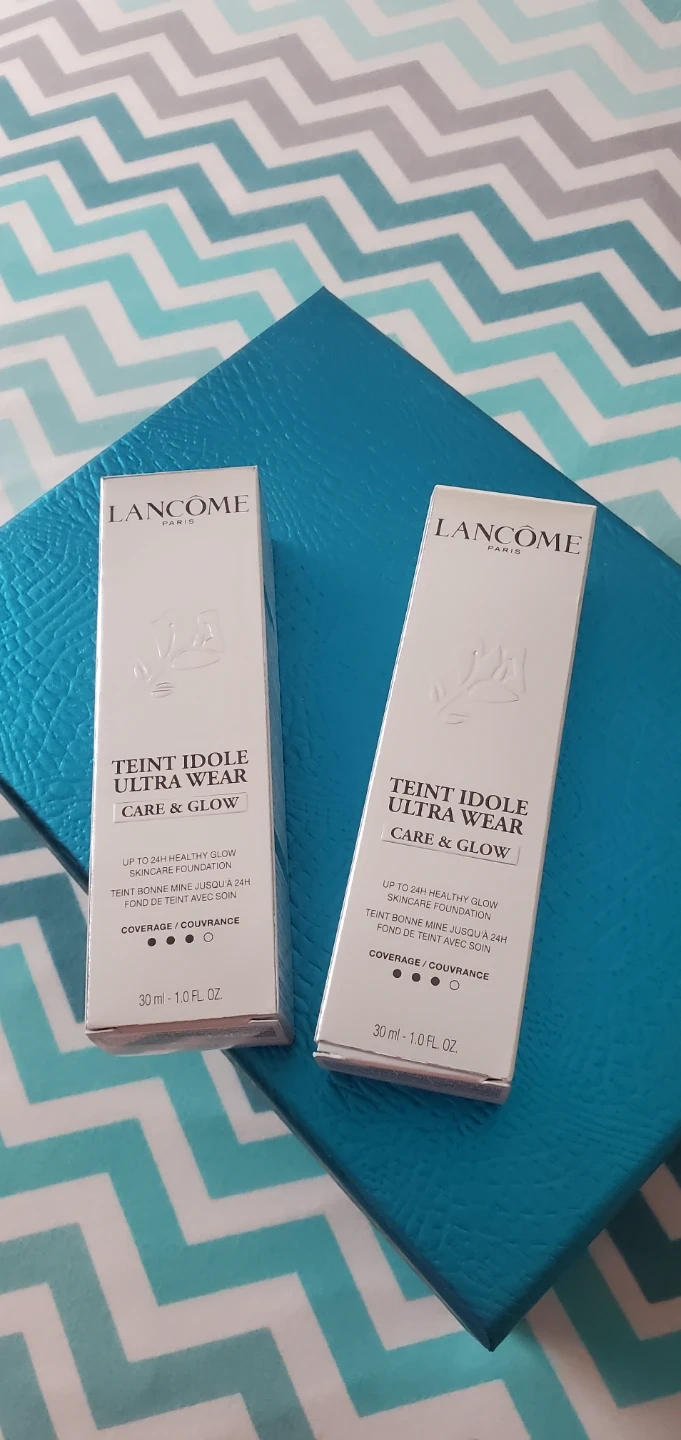 LANCÔME
PARIS
TEINT IDOLE
ULTRA WEAR
CARE & GLOW
UP TO 24H HEALTHY GLOW
SKINCARE FOUNDATION
TEINT BONNE MINE JUSQU'À 24H
FOND DE TEINT AVEC SOIN
COVERAGE / COUVRANCE
30 ml - 1.0 FL. OZ.
LANCÔME
PARIS
TEINT IDOLE
ULTRA WEAR
CARE & GLOW
UP TO 24H HEALTHY GLOW
SKINCARE FOUNDATION
TEINT BONNE MINE JUSQU'À 24H
FOND DE TEINT AVEC SOIN
COVERAGE / COUVRANCE
30 ml - 1.0 FL. OZ.